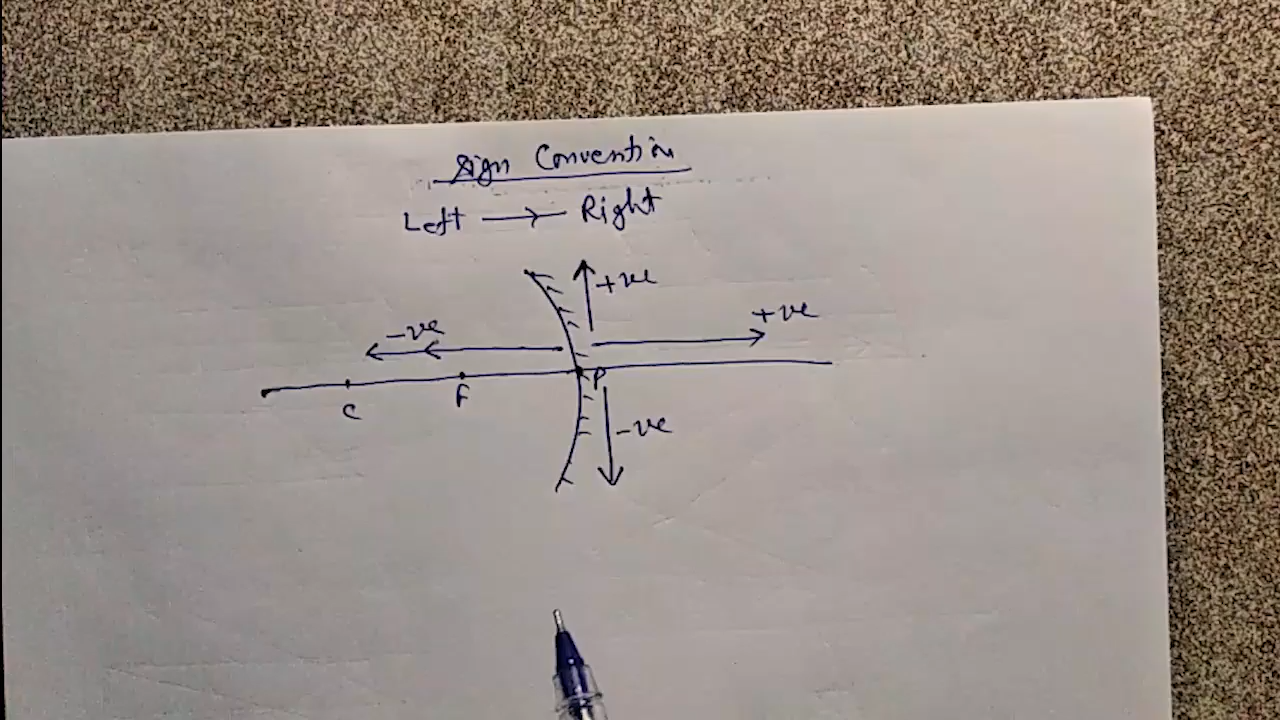 Sign Convention
Left → Right
+ve
+ve
-ve
C
F
P
-ve